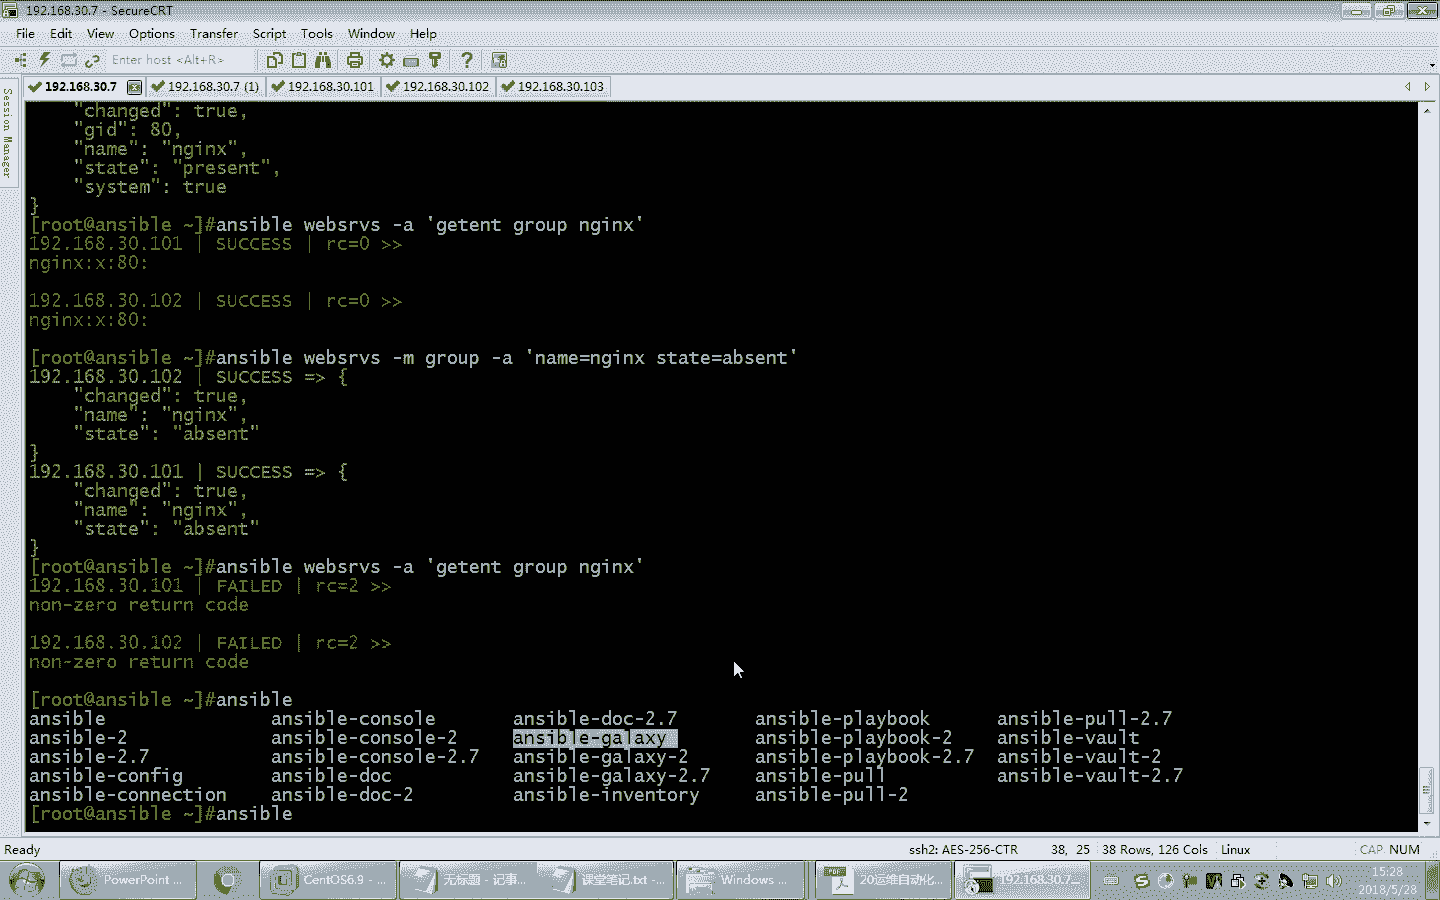 192.168.30.7 - SecureCRT
File Edit View Options Transfer Script Tools Window Help
Enter host <Alt+R>
Session Manager
192.168.30.7 192.168.30.7 (1) 192.168.30.101 192.168.30.102 192.168.30.103
"changed": true,
"gid": 80,
"name": "nginx",
"state": "present",
"system": true
}
[root@ansible ~]#ansible websrvs -a 'getent group nginx'
192.168.30.101 | SUCCESS | rc=0 >>
nginx:x:80:
192.168.30.102 | SUCCESS | rc=0 >>
nginx:x:80:
[root@ansible ~]#ansible websrvs -m group -a 'name=nginx state=absent'
192.168.30.102 | SUCCESS => {
"changed": true,
"name": "nginx",
"state": "absent"
}
192.168.30.101 | SUCCESS => {
"changed": true,
"name": "nginx",
"state": "absent"
}
[root@ansible ~]#ansible websrvs -a 'getent group nginx'
192.168.30.101 | FAILED | rc=2 >>
non-zero return code
192.168.30.102 | FAILED | rc=2 >>
non-zero return code
[root@ansible ~]#ansible
ansible ansible-console ansible-doc-2.7 ansible-playbook ansible-pull-2.7
ansible-2 ansible-console-2 ansible-galaxy ansible-playbook-2 ansible-vault
ansible-2.7 ansible-console-2.7 ansible-galaxy-2 ansible-playbook-2.7 ansible-vault-2
ansible-config ansible-doc ansible-galaxy-2.7 ansible-pull ansible-vault-2.7
ansible-connection ansible-doc-2 ansible-inventory ansible-pull-2
[root@ansible ~]#ansible
Ready ssh2: AES-256-CTR 38, 25 38 Rows, 126 Cols Linux CAP NUM
PowerPoint ... CentOS6.9 - ... 无标题 - 记事... 课堂笔记.txt -... Windows ... 20运维自动化... 192.168.30.7... 15:28
2018/5/28